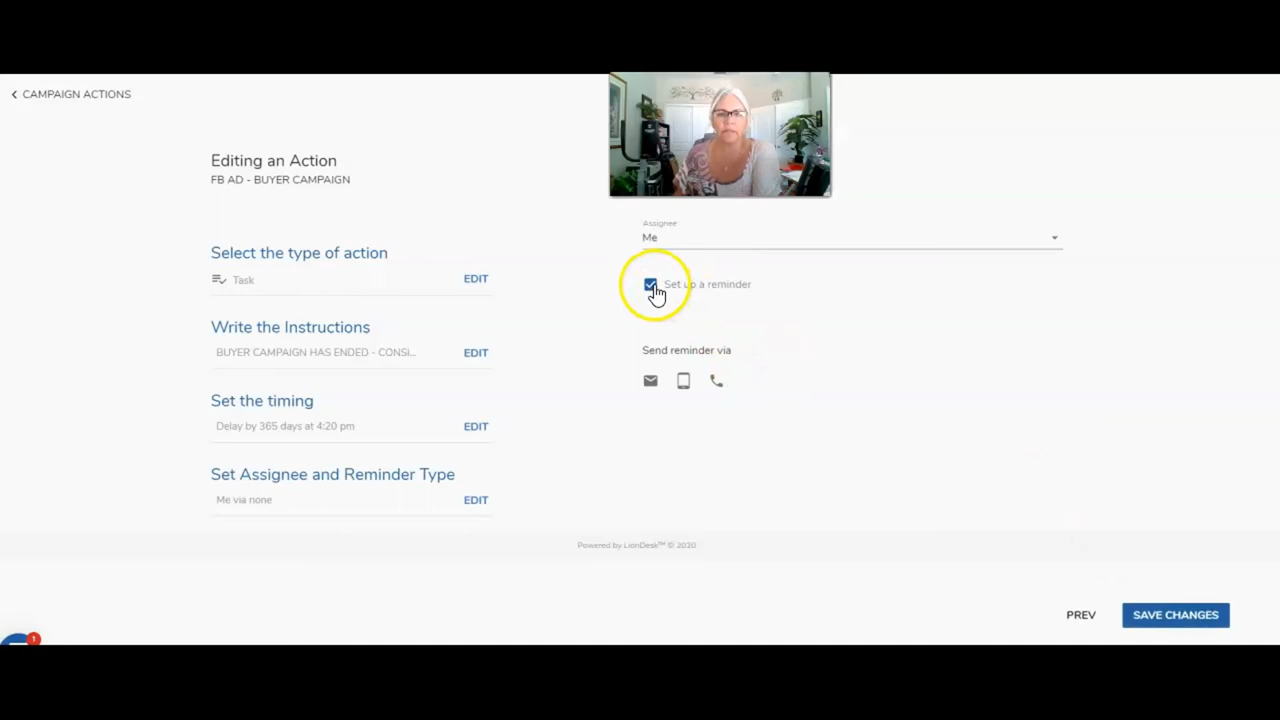 CAMPAIGN ACTIONS
Editing an Action
FB AD - BUYER CAMPAIGN
Select the type of action
Task EDIT
Write the Instructions
BUYER CAMPAIGN HAS ENDED - CONSI... EDIT
Set the timing
Delay by 365 days at 4:20 pm EDIT
Set Assignee and Reminder Type
Me via none EDIT
Assignee
Me
Set up a reminder
Send reminder via
Powered by LionDesk™ © 2020
PREV SAVE CHANGES
1